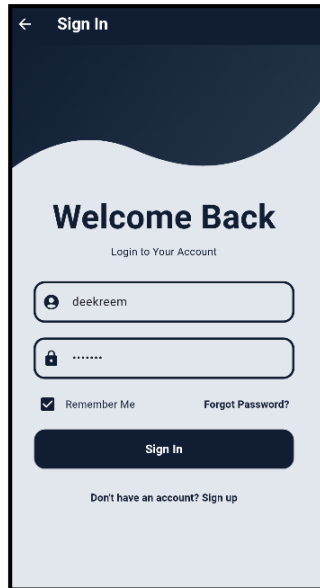 Sign In
Welcome Back
Login to Your Account
deekreem
•••••••
Remember Me
Forgot Password?
Sign In
Don't have an account? Sign up